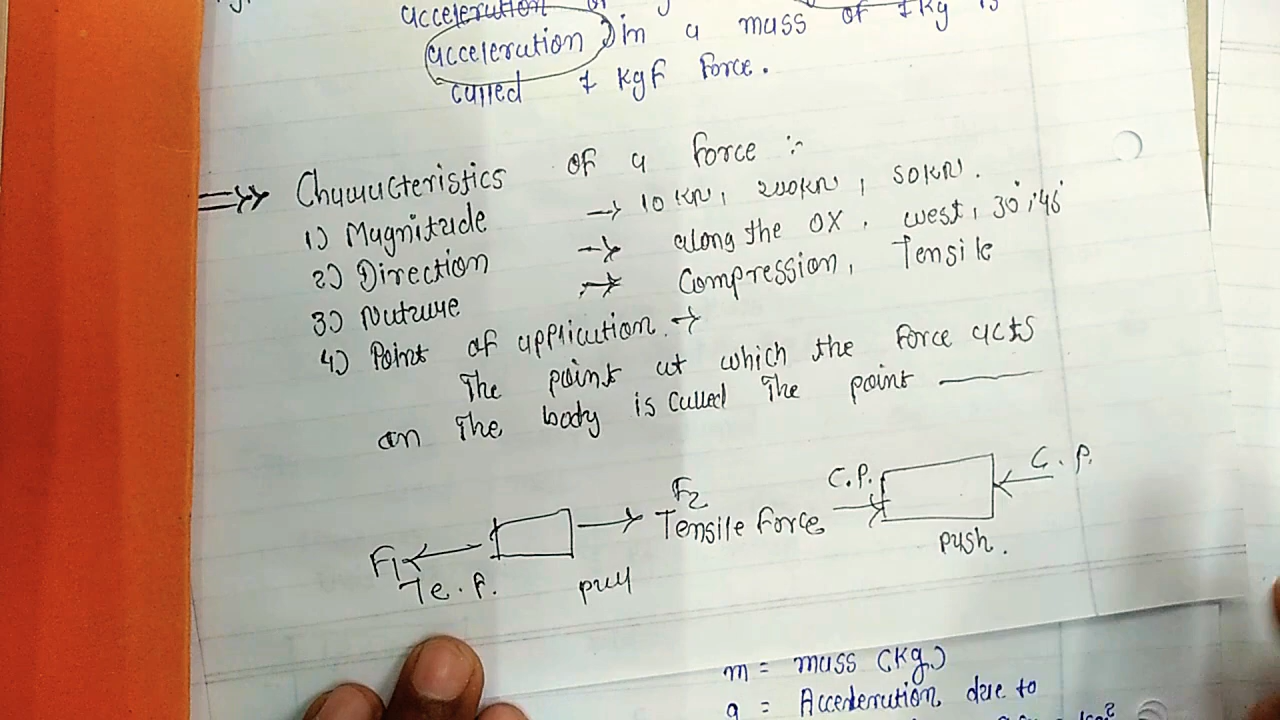 acceleration
acceleration) in a mass of 1kg is
called 1 kgf Force.
Characteristics of a force :-
1) Magnitude → 10 KN, 200KN, 50KN.
2) Direction → along the OX, west, 30°, 45°
3) Nature → Compression, Tensile
4) Point of application →
The point at which the force acts
on The body is called The point
F1 F2 C.P. C.P.
Te.F. pull Tensile Force push.
m = mass (kg)
g = Acceleration due to